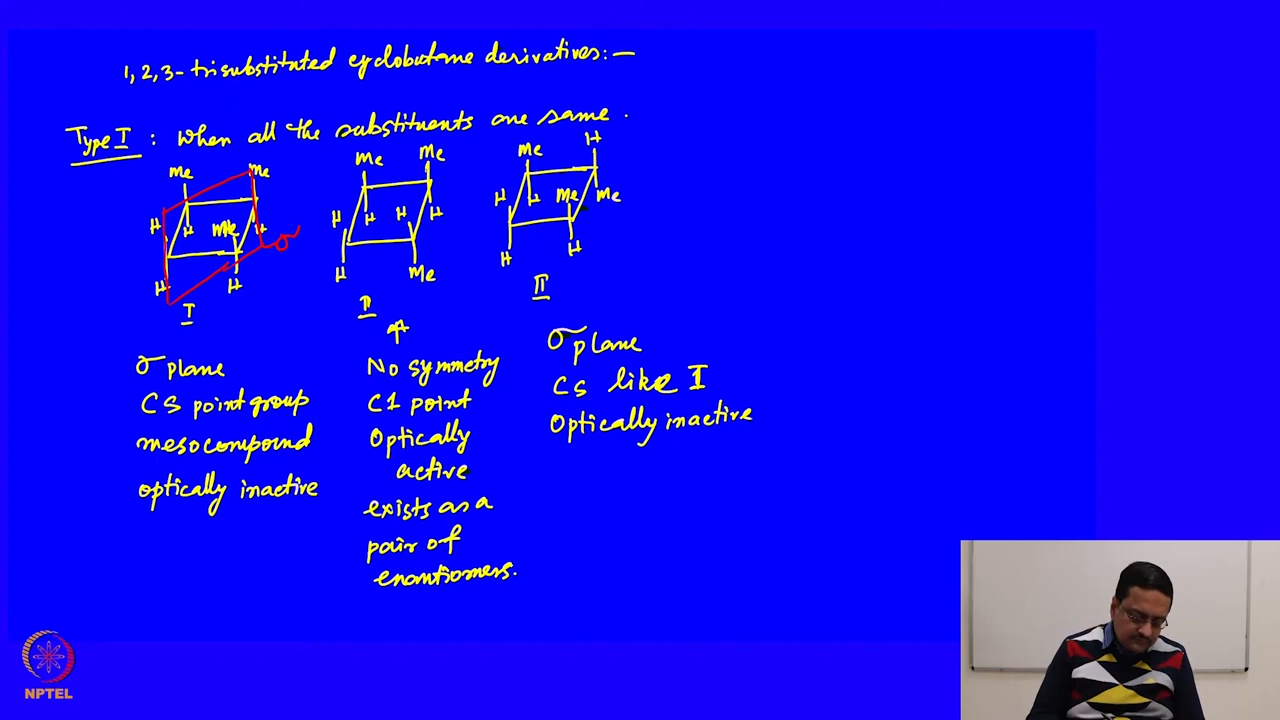 1, 2, 3- trisubstituted cyclobutane derivatives: —
Type I : When all the substituents are same .
Me Me Me Me Me H
H H Me H H H H H H H Me Me
σ
H H H Me H H
I II II
σ plane
CS point group
mesocompound
optically inactive
No symmetry
C1 point
Optically
active
exists as a
pair of
enantiomers.
σ plane
CS like I
Optically inactive
NPTEL